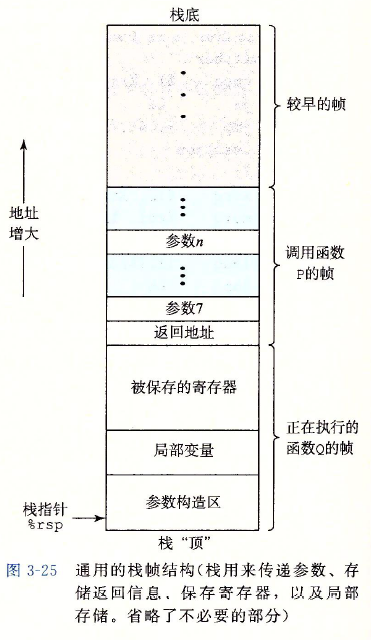 栈底
较早的帧
地址
增大
参数n
调用函数
P的帧
参数7
返回地址
被保存的寄存器
正在执行的
函数Q的帧
局部变量
参数构造区
栈指针
%rsp
栈“顶”
图 3-25 通用的栈帧结构(栈用来传递参数、存
储返回信息、保存寄存器，以及局部
存储。省略了不必要的部分)